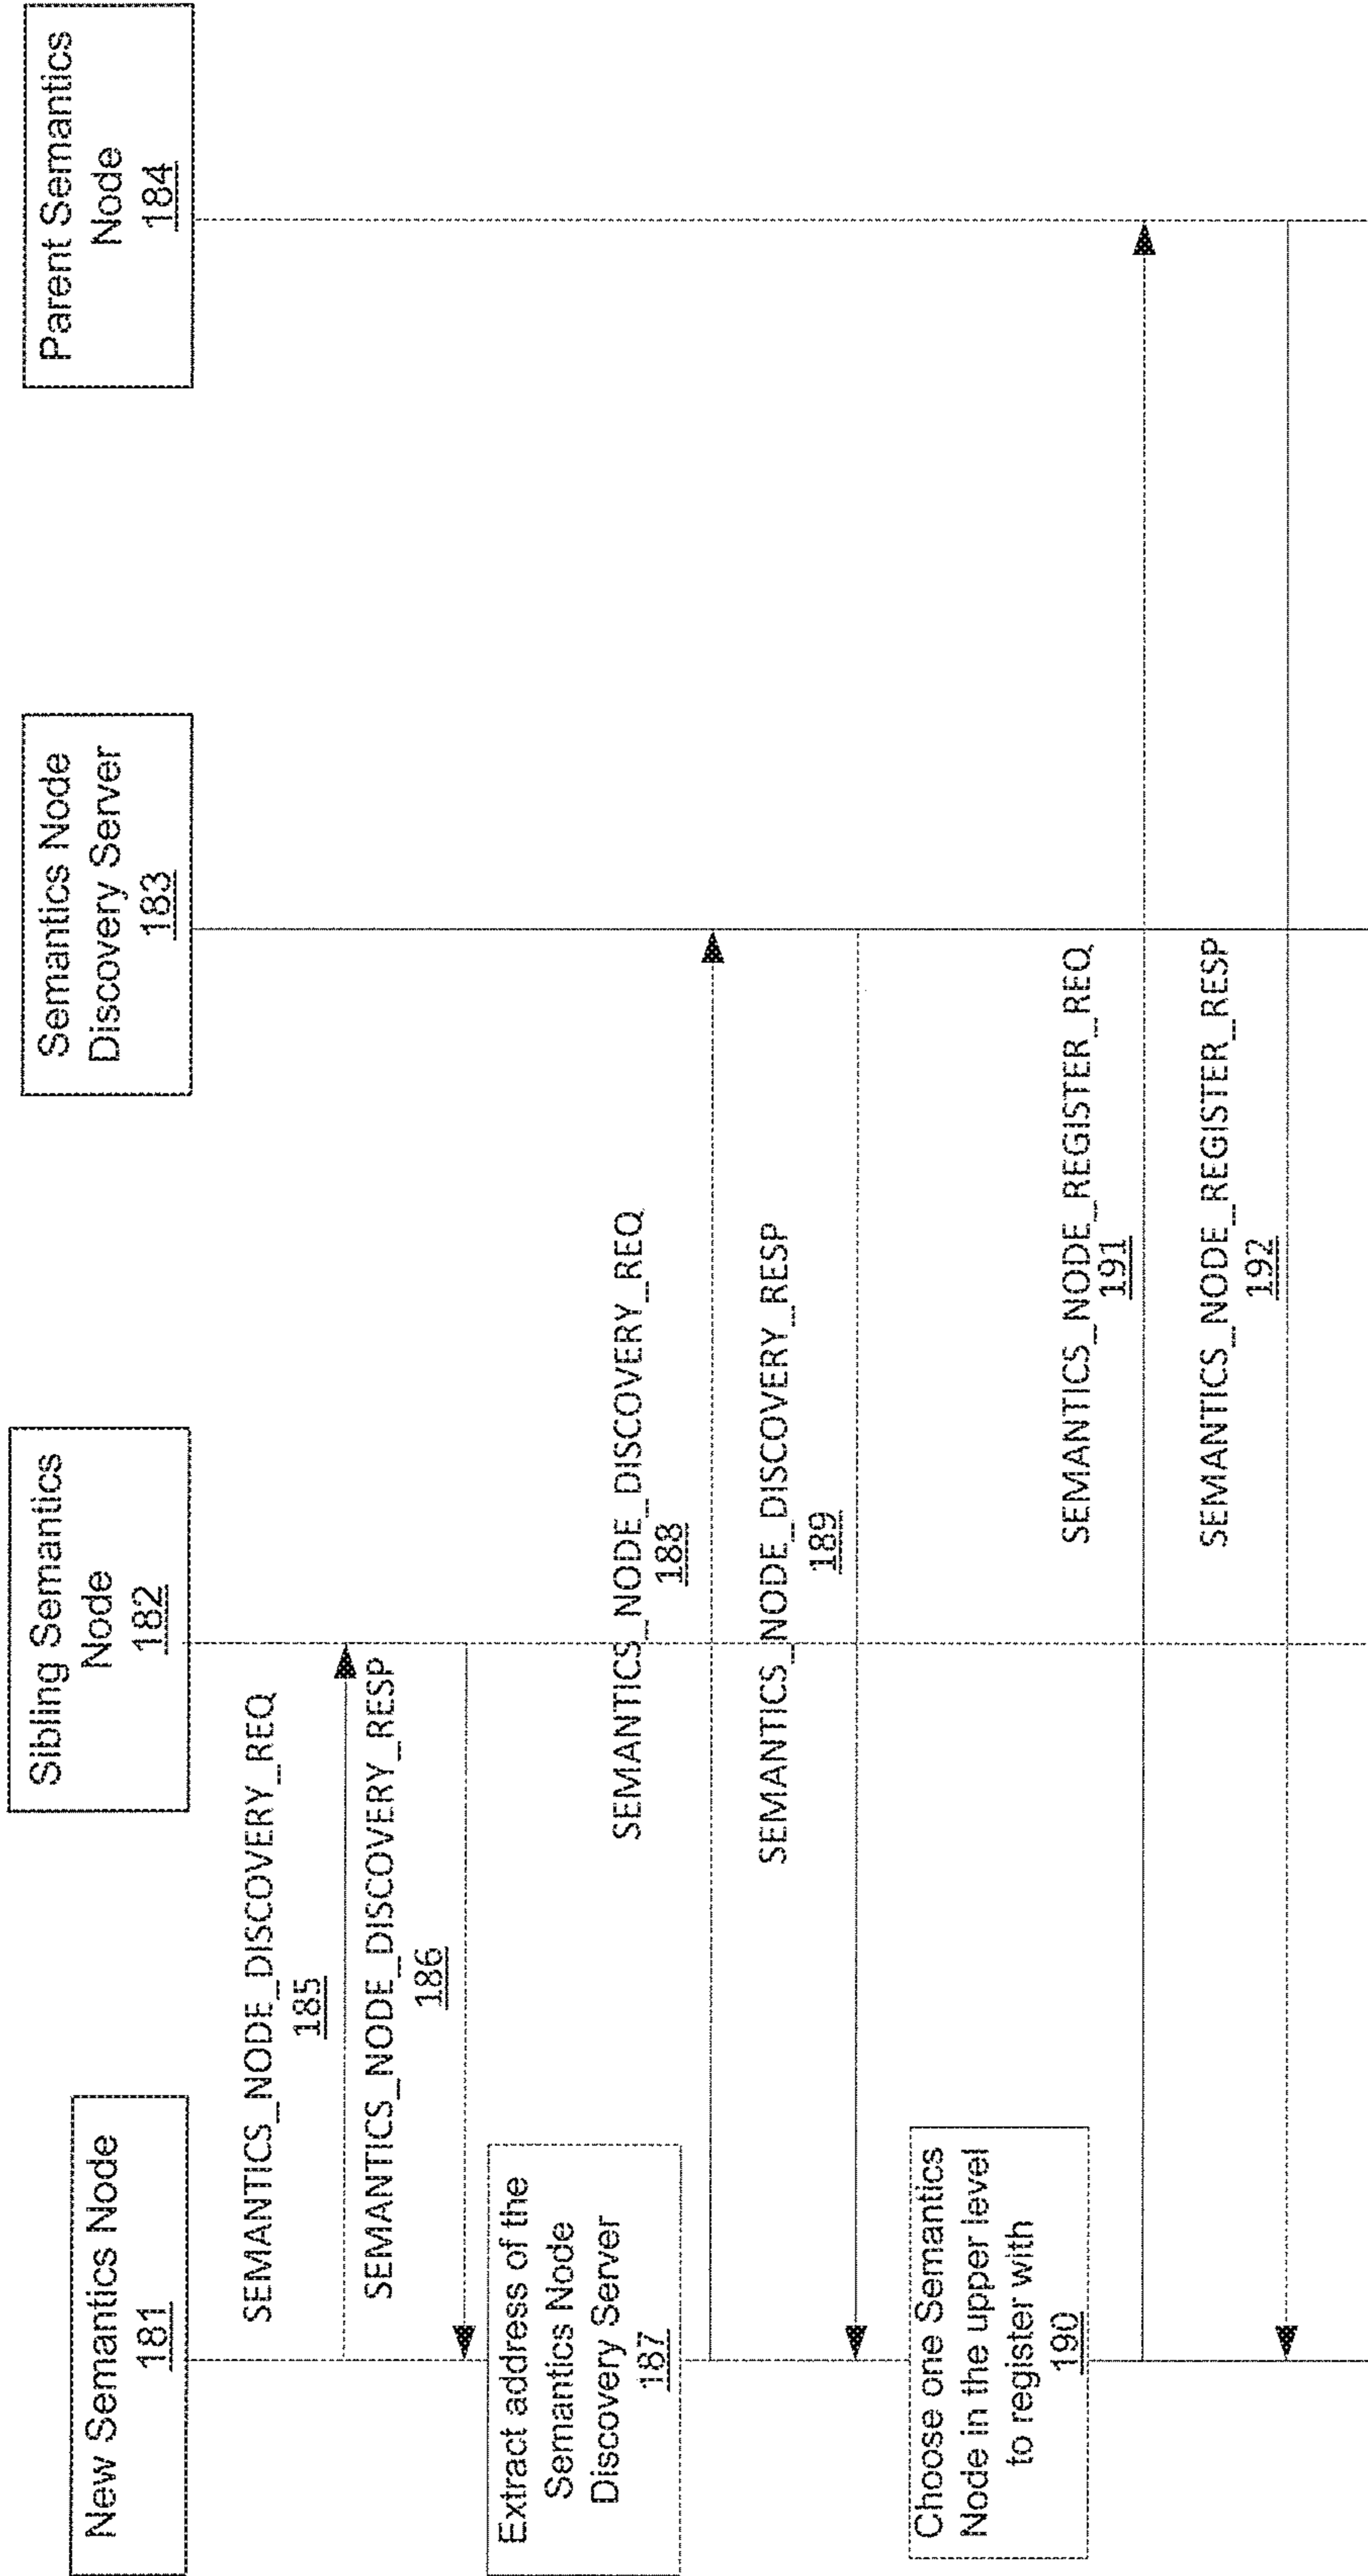 New Semantics Node
181
Sibling Semantics
Node
182
Semantics Node
Discovery Server
183
Parent Semantics
Node
184
SEMANTICS_NODE_DISCOVERY_REQ
185
SEMANTICS_NODE_DISCOVERY_RESP
186
Extract address of the
Semantics Node
Discovery Server
187
SEMANTICS_NODE_DISCOVERY_REQ
188
SEMANTICS_NODE_DISCOVERY_RESP
189
Choose one Semantics
Node in the upper level
to register with
190
SEMANTICS_NODE_REGISTER_REQ
191
SEMANTICS_NODE_REGISTER_RESP
192